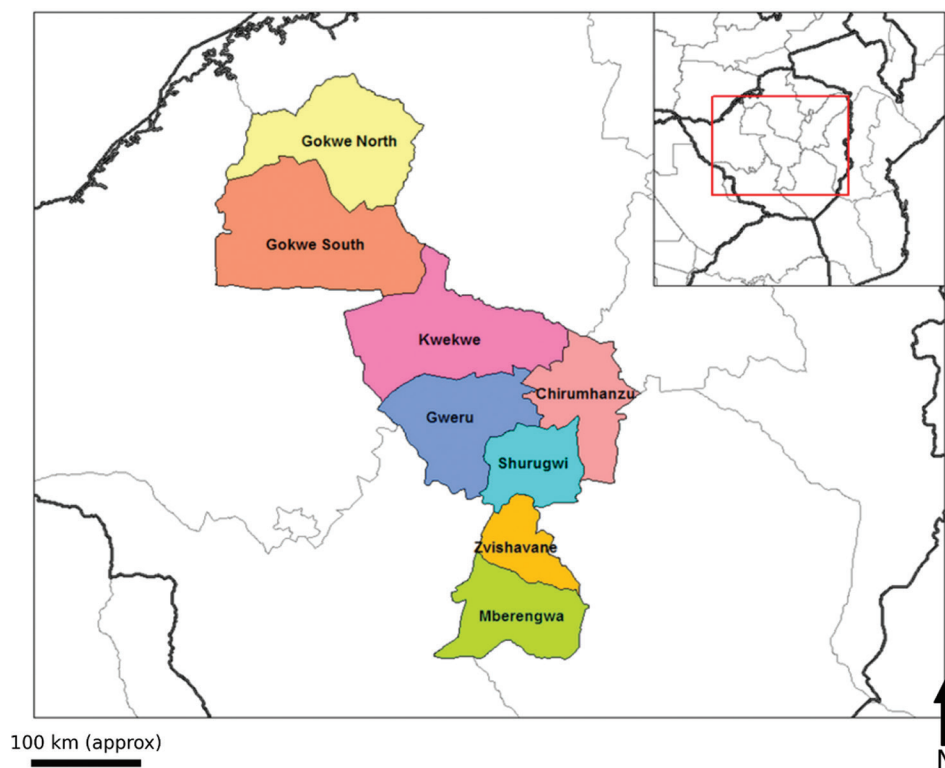 Gokwe North
Gokwe South
Kwekwe
Chirumhanzu
Gweru
Shurugwi
Zvishavane
Mberengwa
100 km (approx)
N